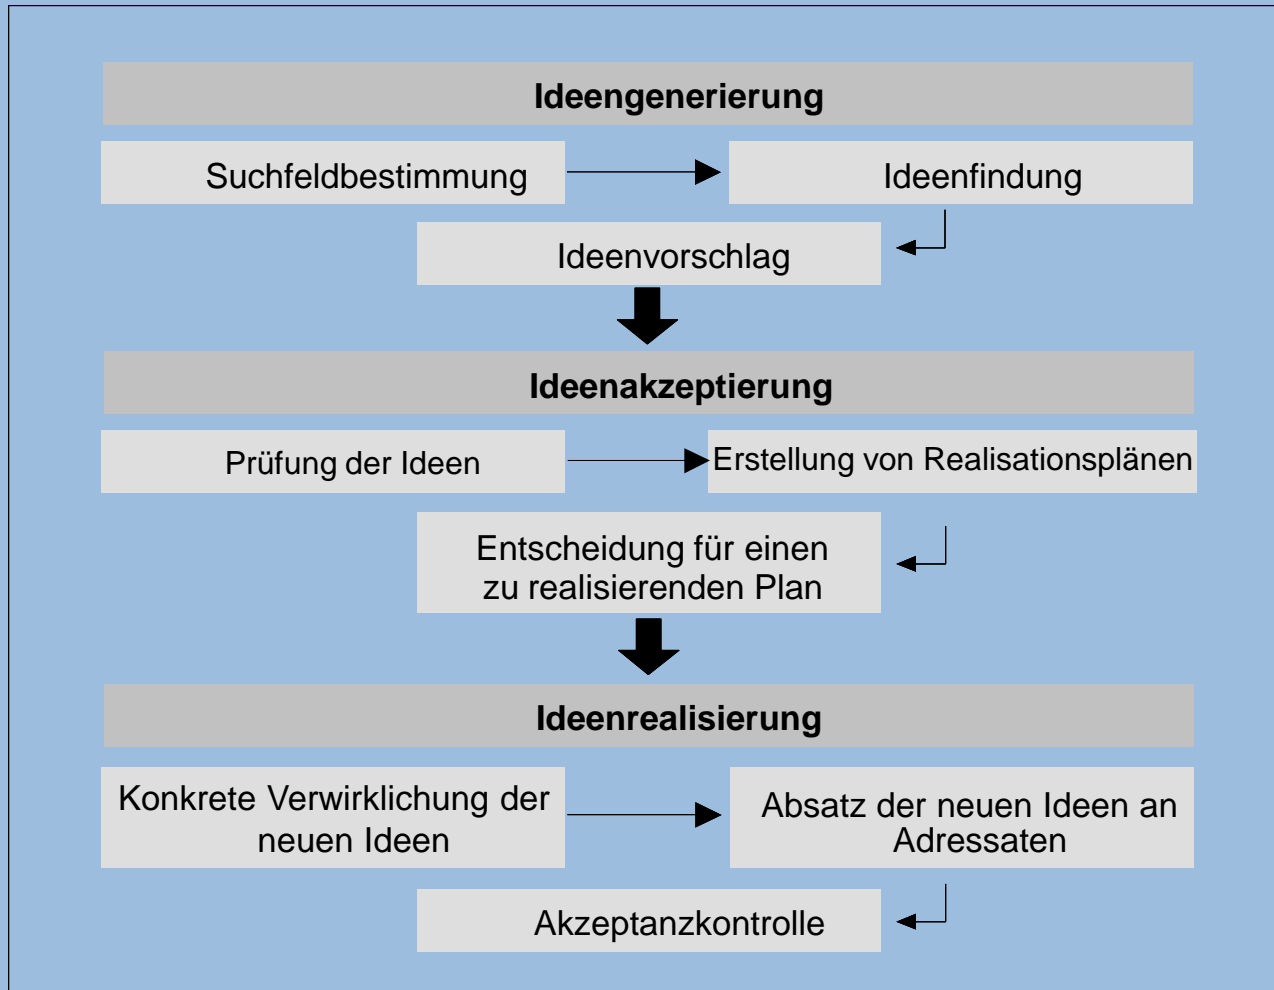 Ideengenerierung
Suchfeldbestimmung
Ideenfindung
Ideenvorschlag
Ideenakzeptierung
Prüfung der Ideen
Erstellung von Realisationsplänen
Entscheidung für einen
zu realisierenden Plan
Ideenrealisierung
Konkrete Verwirklichung der
neuen Ideen
Absatz der neuen Ideen an
Adressaten
Akzeptanzkontrolle